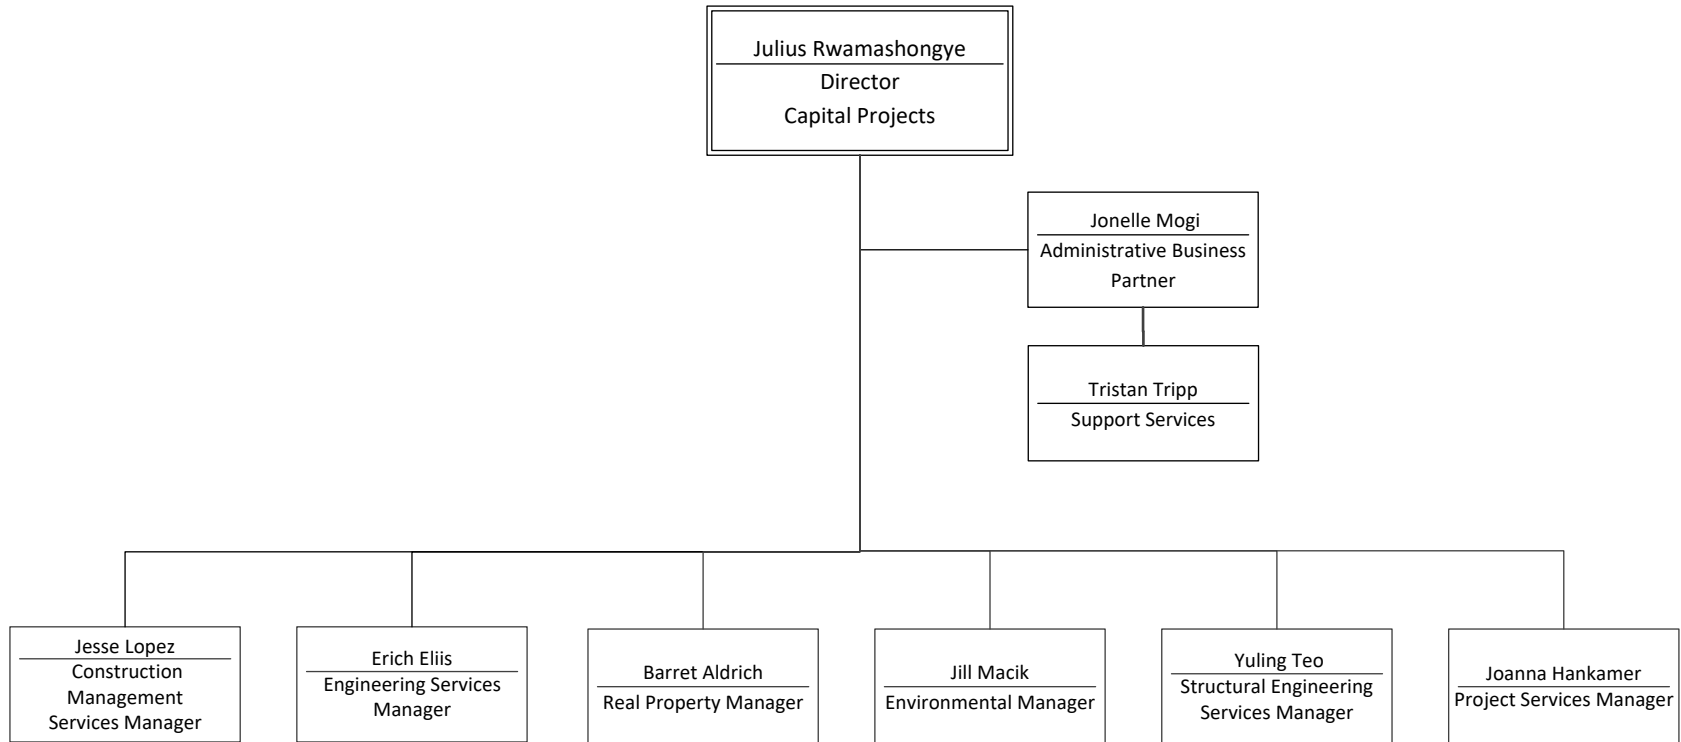 Julius Rwamashongye
Director
Capital Projects
Jonelle Mogi
Administrative Business
Partner
Tristan Tripp
Support Services
Jesse Lopez
Construction
Management
Services Manager
Erich Eliis
Engineering Services
Manager
Barret Aldrich
Real Property Manager
Jill Macik
Environmental Manager
Yuling Teo
Structural Engineering
Services Manager
Joanna Hankamer
Project Services Manager